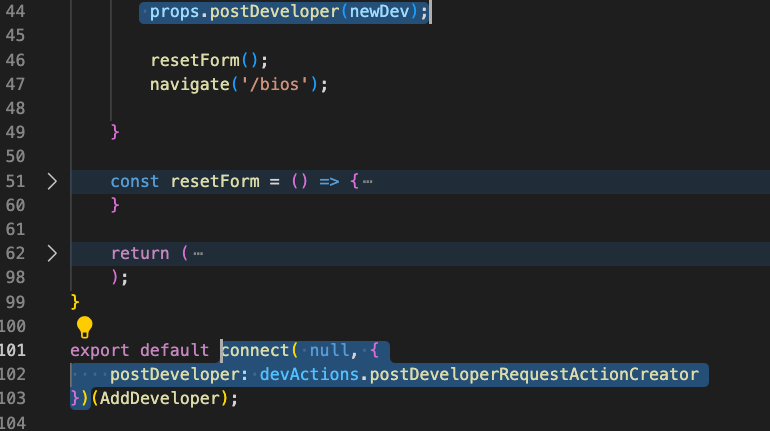 44 props.postDeveloper(newDev);
45
46 resetForm();
47 navigate('/bios');
48
49 }
50
51 const resetForm = () => { ⋯
60 }
61
62 return ( ⋯
98 );
99 }
100
101 export default connect( null, {
102 postDeveloper: devActions.postDeveloperRequestActionCreator
103 })(AddDeveloper);
104